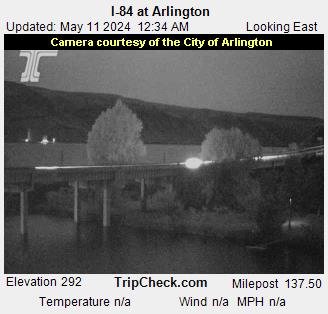 I-84 at Arlington
Updated: May 11 2024 12:34 AM Looking East
Camera courtesy of the City of Arlington
Elevation 292 TripCheck.com Milepost 137.50
Temperature n/a Wind n/a MPH n/a